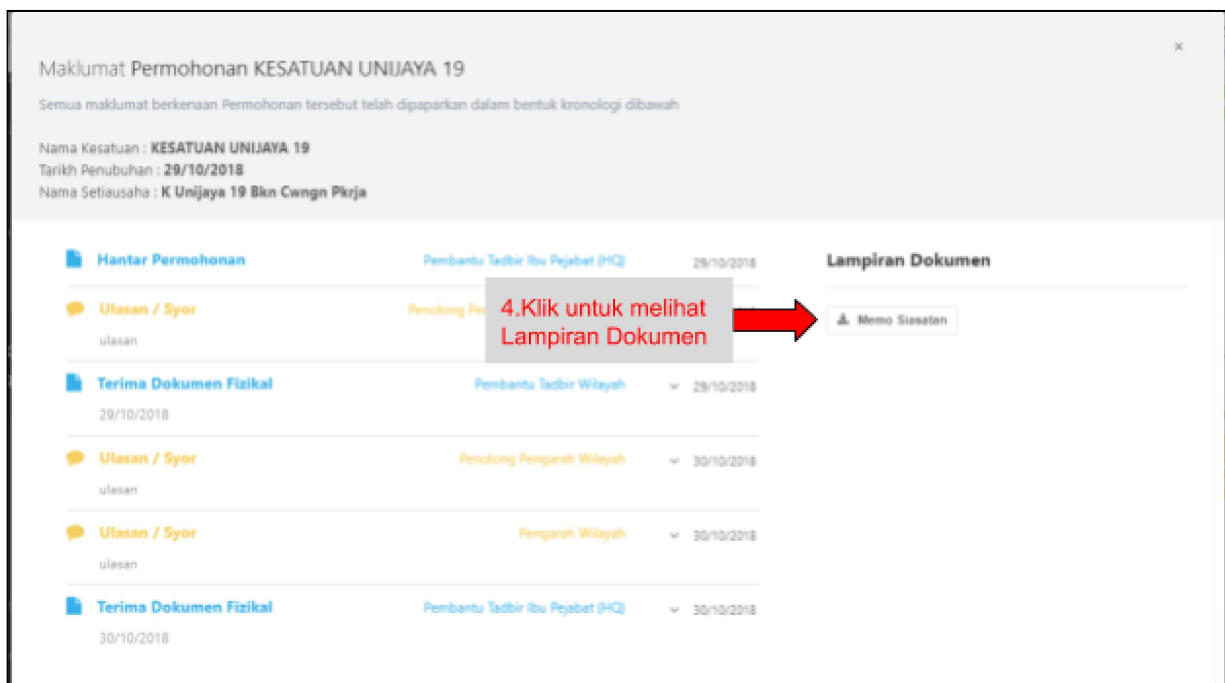 ×
Maklumat Permohonan KESATUAN UNIJAYA 19
Semua maklumat berkenaan Permohonan tersebut telah dipaparkan dalam bentuk kronologi dibawah
Nama Kesatuan : KESATUAN UNIJAYA 19
Tarikh Penubuhan : 29/10/2018
Nama Setiausaha : K Unijaya 19 Bkn Cwngn Pkrja
Hantar Permohonan Pembantu Tadbir Ibu Pejabat (HQ) 29/10/2018
Ulasan / Syor Penolong
ulasan
Terima Dokumen Fizikal Pembantu Tadbir Wilayah 29/10/2018
29/10/2018
Ulasan / Syor Penolong Pengarah Wilayah 30/10/2018
ulasan
Ulasan / Syor Pengarah Wilayah 30/10/2018
ulasan
Terima Dokumen Fizikal Pembantu Tadbir Ibu Pejabat (HQ) 30/10/2018
30/10/2018
Lampiran Dokumen
Memo Siasatan
4.Klik untuk melihat
Lampiran Dokumen